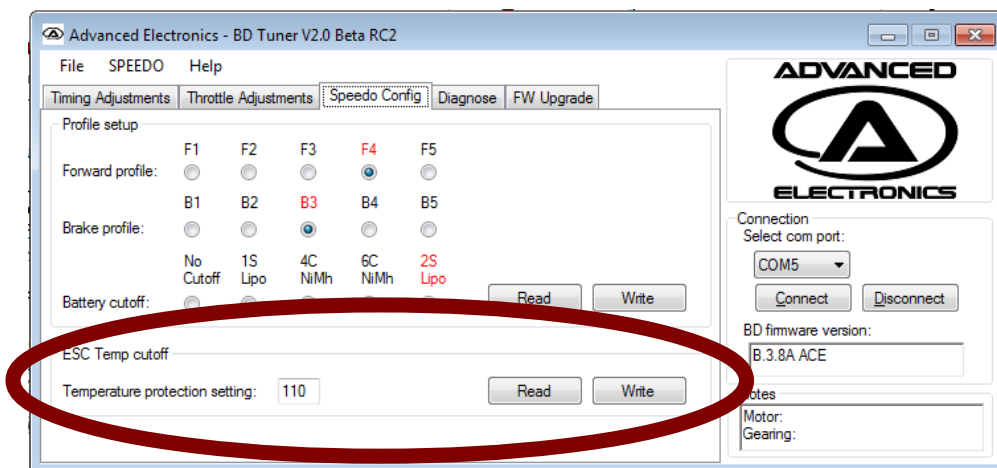 Advanced Electronics - BD Tuner V2.0 Beta RC2
File SPEEDO Help
Timing Adjustments Throttle Adjustments Speedo Config Diagnose FW Upgrade
Profile setup
F1 F2 F3 F4 F5
Forward profile:
B1 B2 B3 B4 B5
Brake profile:
No Cutoff 1S Lipo 4C NiMh 6C NiMh 2S Lipo
Battery cutoff:
Read Write
ESC Temp cutoff
Temperature protection setting: 110 Read Write
ADVANCED
A
ELECTRONICS
Connection
Select com port:
COM5
Connect Disconnect
BD firmware version:
B.3.8A ACE
Motor:
Gearing: